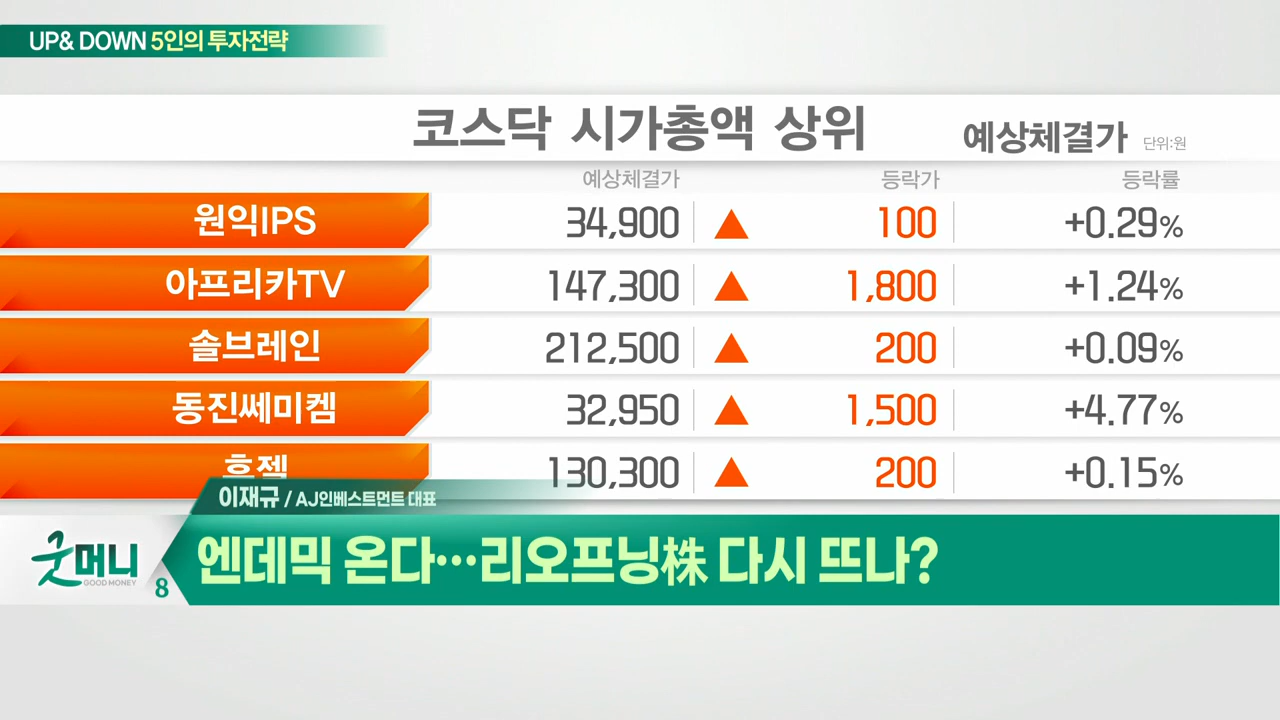 UP& DOWN 5인의 투자전략
코스닥 시가총액 상위 예상체결가 단위:원
예상체결가 등락가 등락률
원익IPS 34,900 ▲ 100 +0.29%
아프리카TV 147,300 ▲ 1,800 +1.24%
솔브레인 212,500 ▲ 200 +0.09%
동진쎄미켐 32,950 ▲ 1,500 +4.77%
휴젤 130,300 ▲ 200 +0.15%
이재규 / AJ인베스트먼트 대표
굿머니 GOOD MONEY 8
엔데믹 온다…리오프닝株 다시 뜨나?